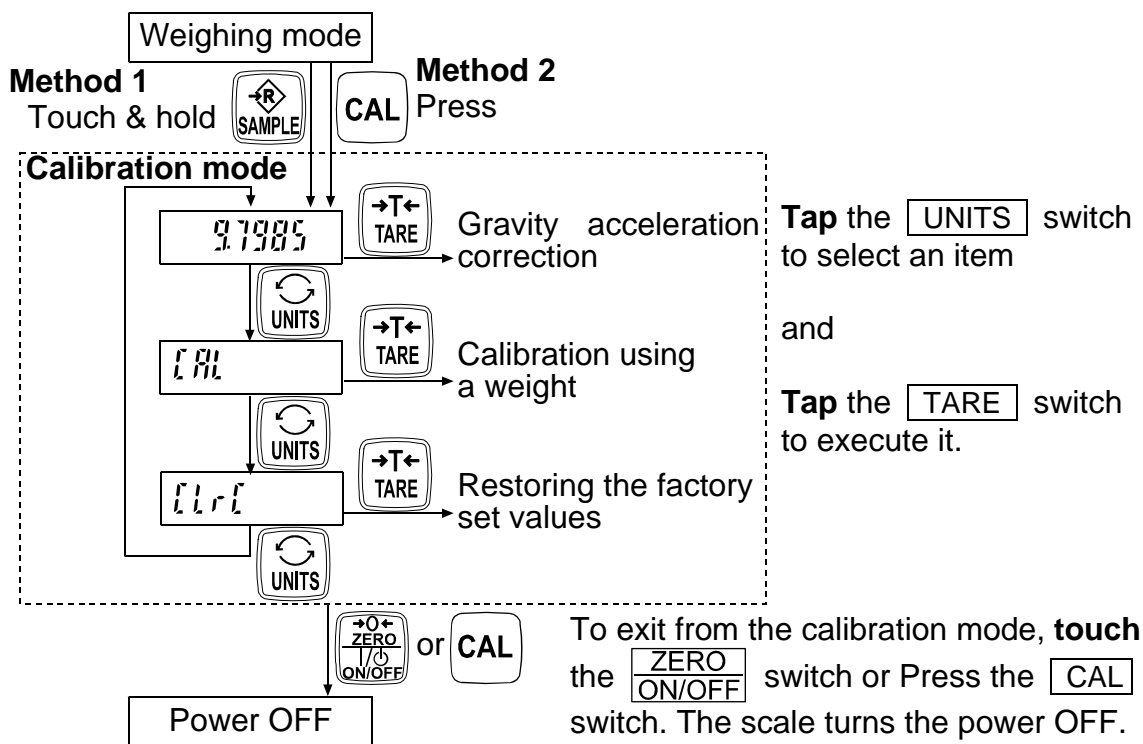 Weighing mode
Method 1
Touch & hold
→R
SAMPLE
CAL
Method 2
Press
Calibration mode
9.7985
→T←
TARE
Gravity acceleration
correction
UNITS
CAL
→T←
TARE
Calibration using
a weight
UNITS
CLrC
→T←
TARE
Restoring the factory
set values
UNITS
Tap the UNITS switch
to select an item
and
Tap the TARE switch
to execute it.
→0←
ZERO
ON/OFF
or CAL
Power OFF
To exit from the calibration mode, touch
the ZERO ON/OFF switch or Press the CAL
switch. The scale turns the power OFF.